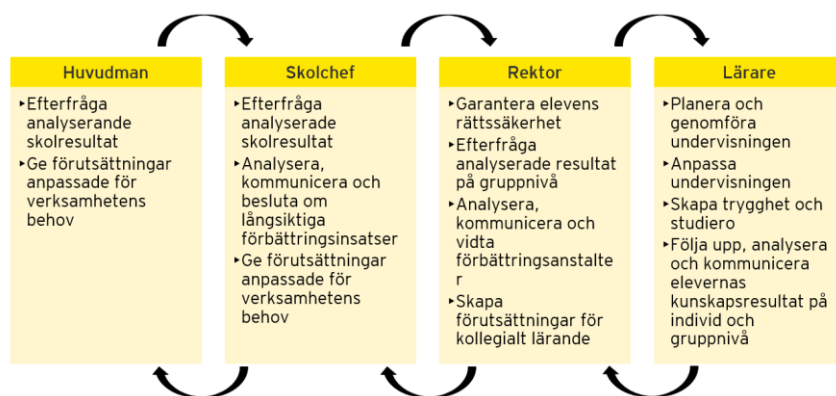 Huvudman
▸Efterfråga
analyserande
skolresultat
▸Ge förutsättningar
anpassade för
verksamhetens
behov
Skolchef
▸Efterfråga
analyserade
skolresultat
▸Analysera,
kommunicera och
besluta om
långsiktiga
förbättringsinsatser
▸Ge förutsättningar
anpassade för
verksamhetens
behov
Rektor
▸Garantera elevens
rättssäkerhet
▸Efterfråga
analyserade resultat
på gruppnivå
▸Analysera,
kommunicera och
vidta
förbättringsanstalte
r
▸Skapa
förutsättningar för
kollegialt lärande
Lärare
▸Planera och
genomföra
undervisningen
▸Anpassa
undervisningen
▸Skapa trygghet och
studiero
▸Följa upp, analysera
och kommunicera
elevernas
kunskapsresultat på
individ och
gruppnivå